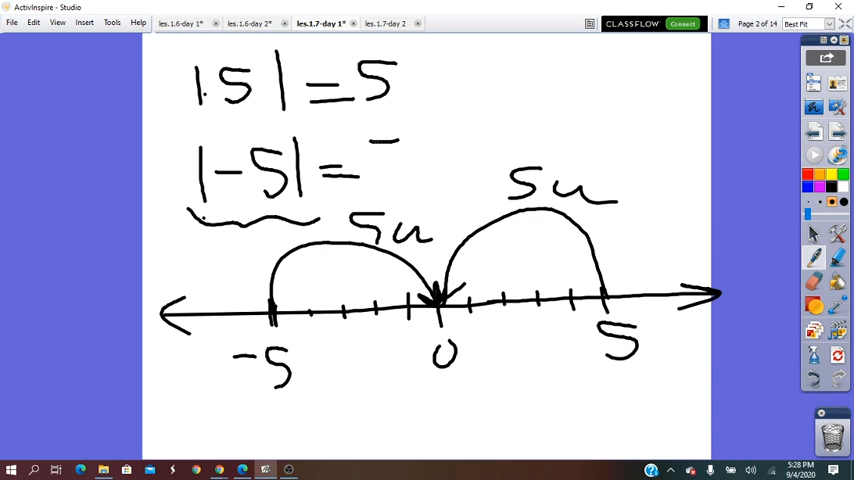 ActivInspire - Studio
File Edit View Insert Tools Help
les.1.6-day 1* les.1.6-day 2* les.1.7-day 1* les.1.7-day 2
CLASSFLOW Connect
Page 2 of 14 Best Fit
|5| = 5
|-5| =
5u 5u
-5 0 5
5:28 PM
9/4/2020